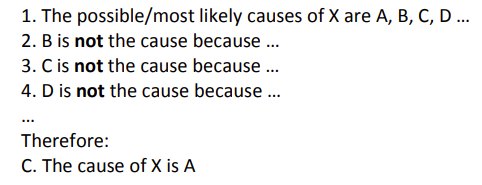 1. The possible/most likely causes of X are A, B, C, D ...
2. B is not the cause because ...
3. C is not the cause because ...
4. D is not the cause because ...
...
Therefore:
C. The cause of X is A